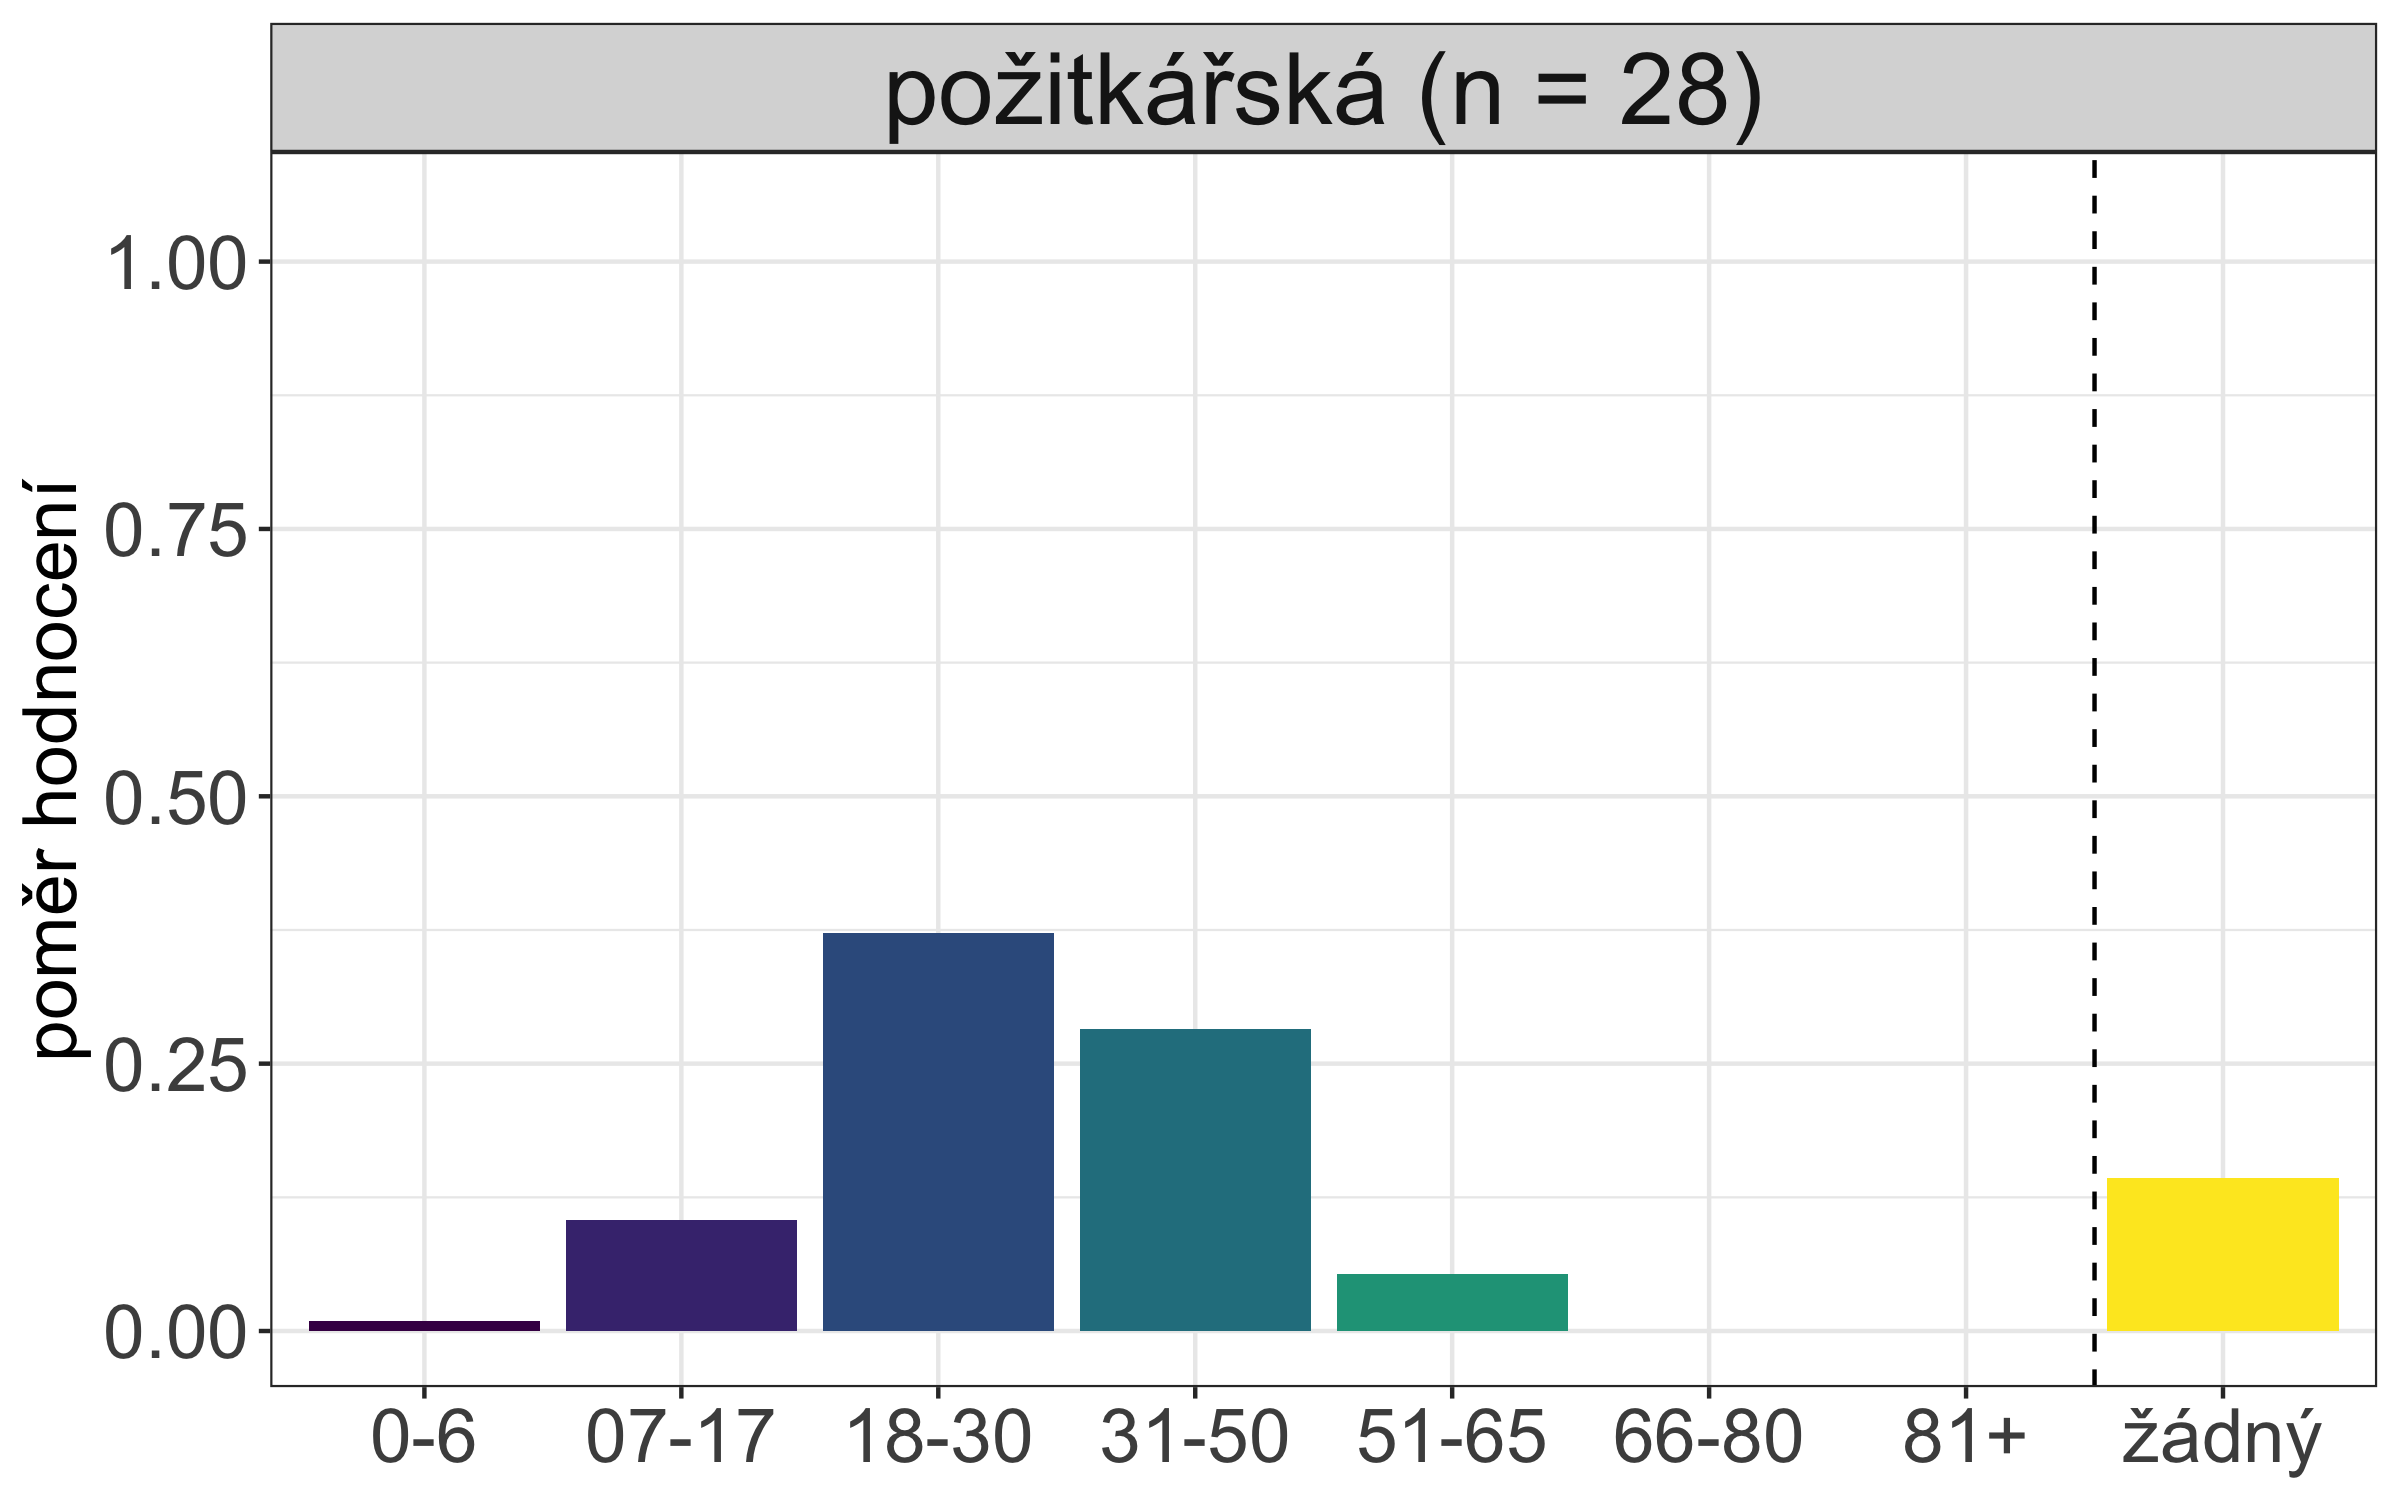 požitkářská (n = 28)
poměr hodnocení
1.00
0.75
0.50
0.25
0.00
0-6 07-17 18-30 31-50 51-65 66-80 81+ žádný